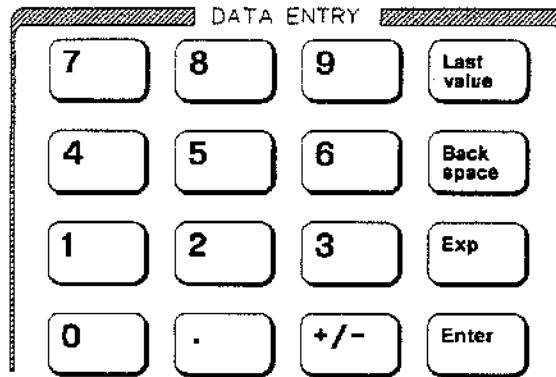 DATA ENTRY
7 8 9 Last value
4 5 6 Back space
1 2 3 Exp
0 . +/- Enter